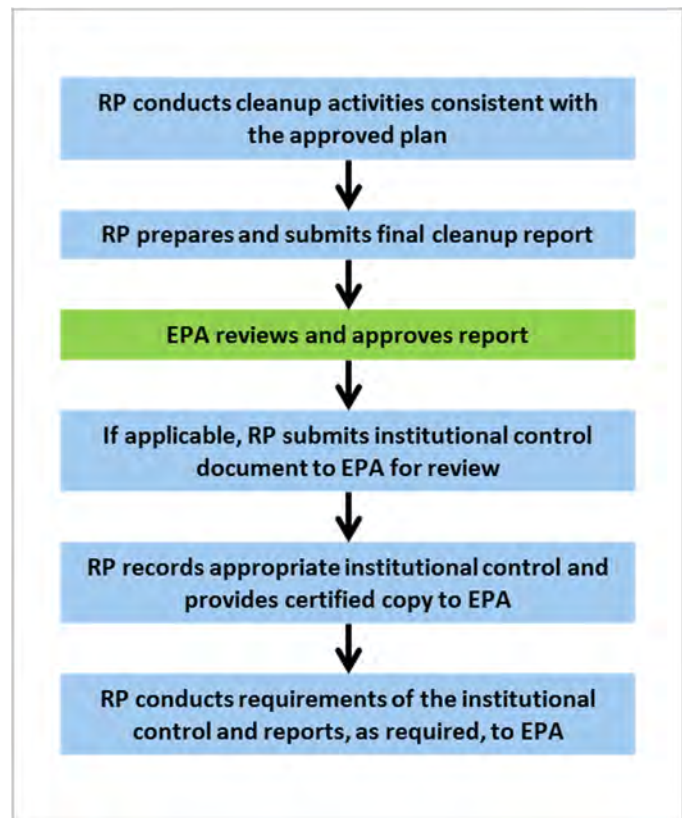 RP conducts cleanup activities consistent with
the approved plan
RP prepares and submits final cleanup report
EPA reviews and approves report
If applicable, RP submits institutional control
document to EPA for review
RP records appropriate institutional control and
provides certified copy to EPA
RP conducts requirements of the institutional
control and reports, as required, to EPA